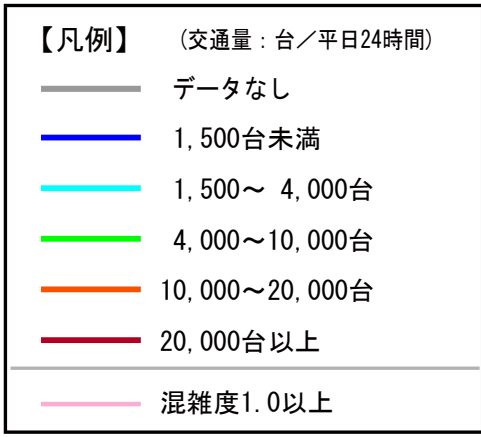 【凡例】 (交通量：台／平日24時間)
データなし
1,500台未満
1,500～ 4,000台
4,000～10,000台
10,000～20,000台
20,000台以上
混雑度1.0以上